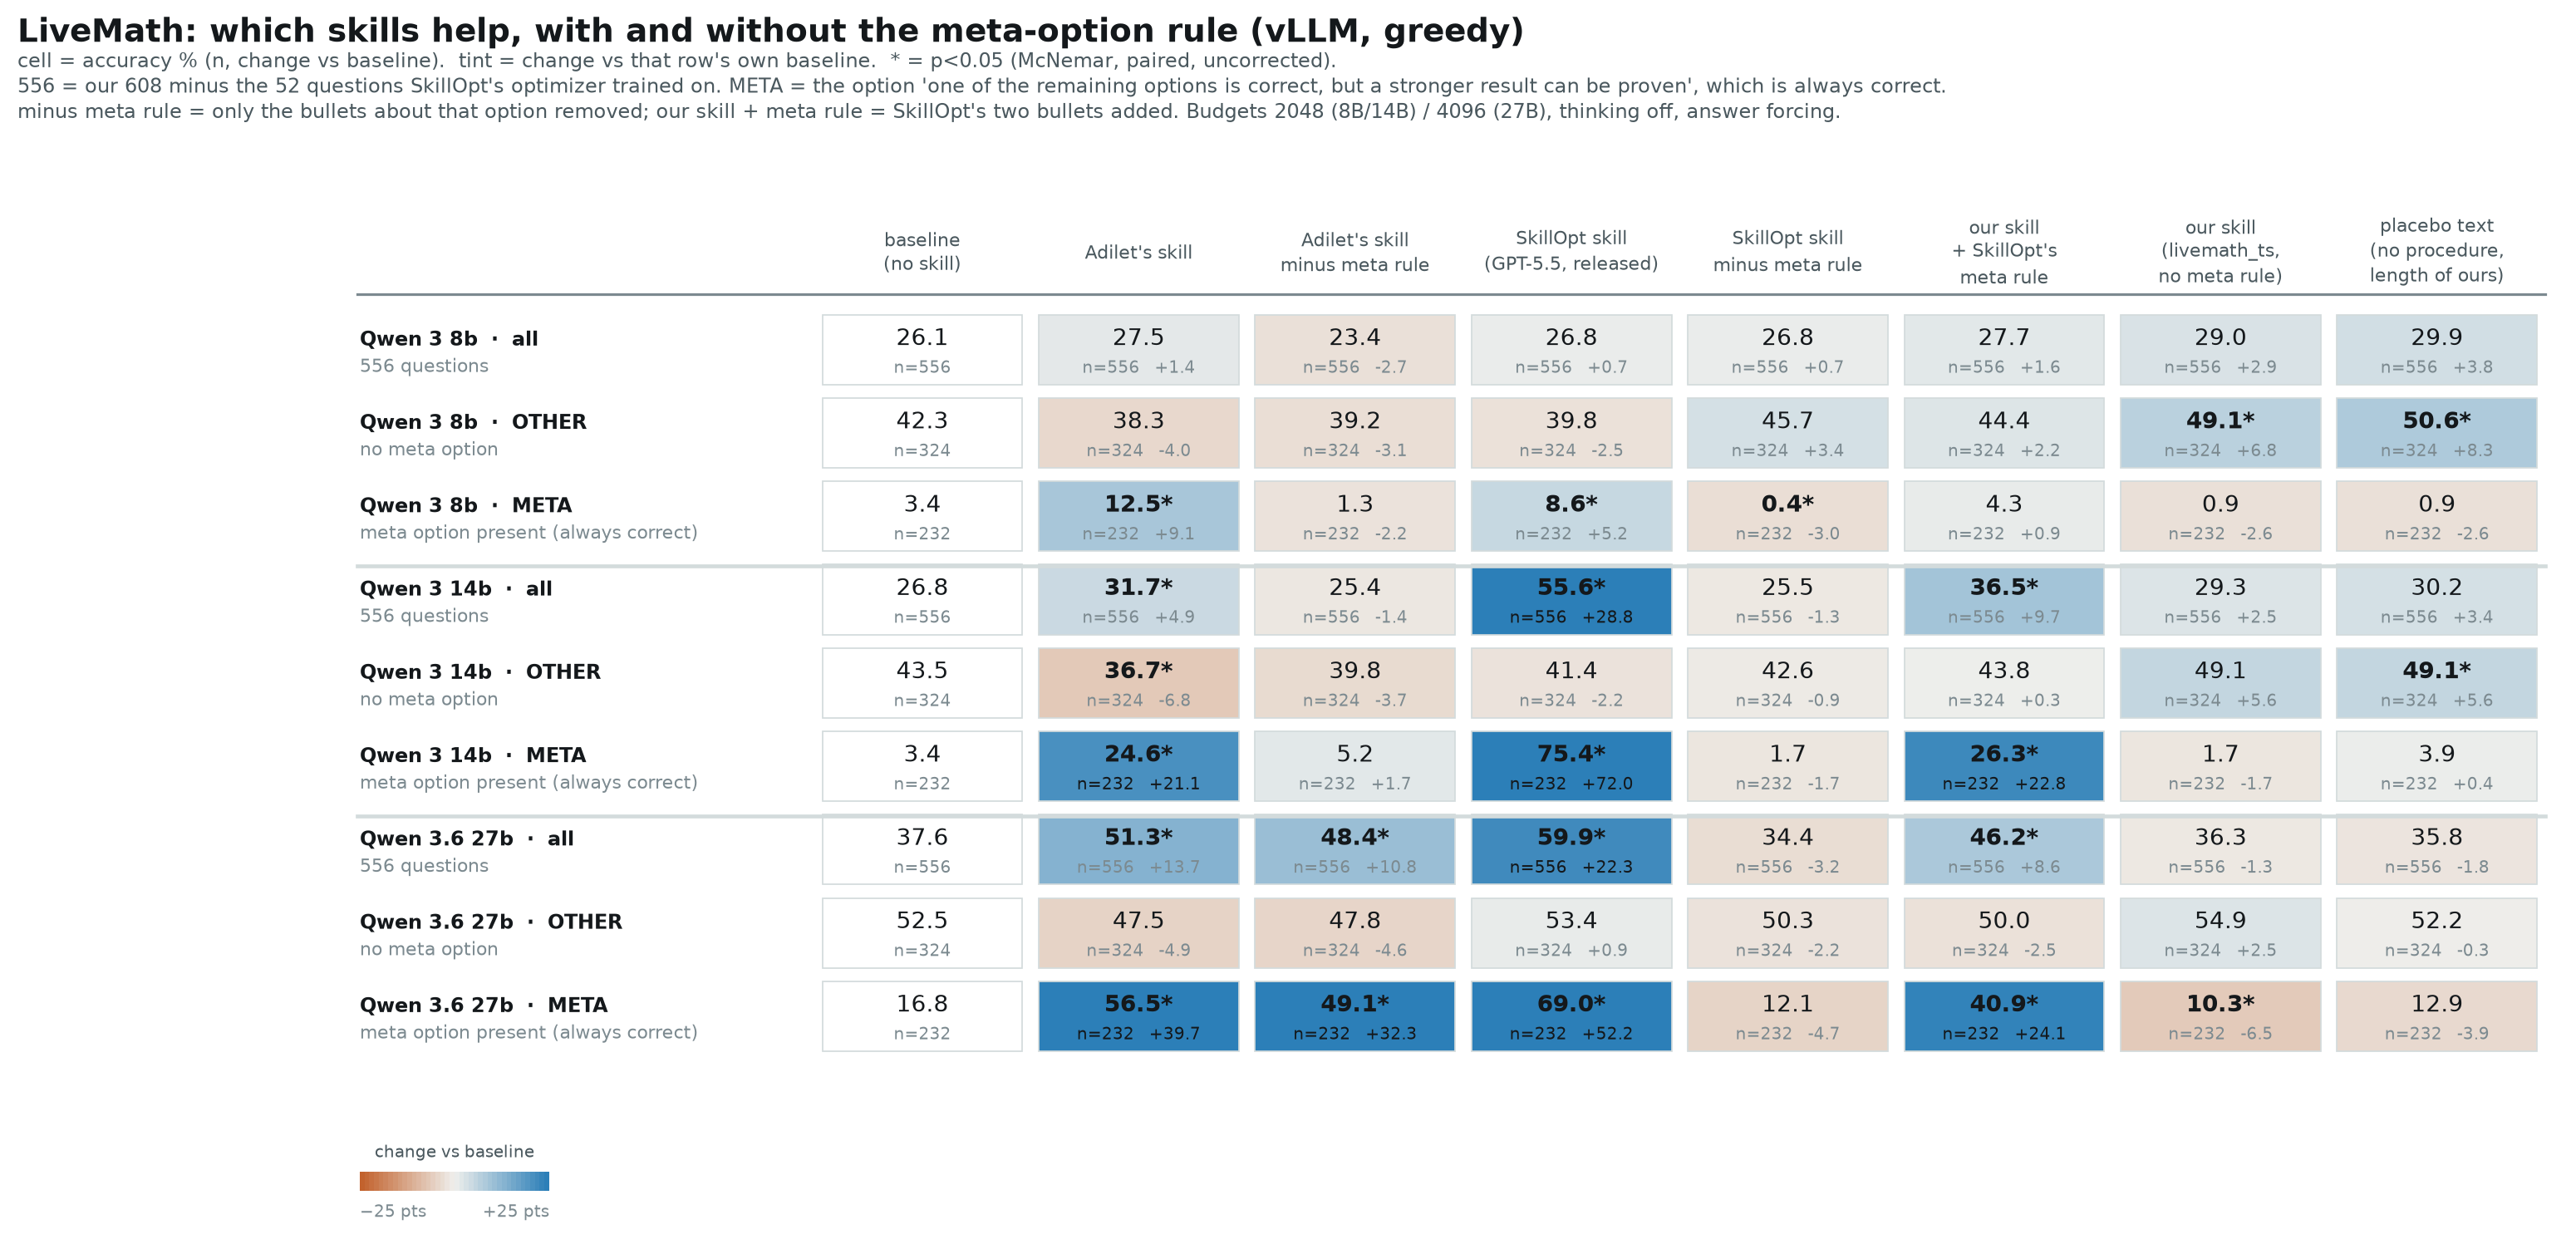 LiveMath: which skills help, with and without the meta-option rule (vLLM, greedy)
cell = accuracy % (n, change vs baseline).  tint = change vs that row's own baseline.  * = p<0.05 (McNemar, paired, uncorrected).
556 = our 608 minus the 52 questions SkillOpt's optimizer trained on. META = the option 'one of the remaining options is correct, but a stronger result can be proven', which is always correct.
minus meta rule = only the bullets about that option removed; our skill + meta rule = SkillOpt's two bullets added. Budgets 2048 (8B/14B) / 4096 (27B), thinking off, answer forcing.
baseline
(no skill)
Adilet's skill
Adilet's skill
minus meta rule
SkillOpt skill
(GPT-5.5, released)
SkillOpt skill
minus meta rule
our skill
+ SkillOpt's
meta rule
our skill
(livemath_ts,
no meta rule)
placebo text
(no procedure,
length of ours)
Qwen 3 8b · all
556 questions
26.1
n=556
27.5
n=556 +1.4
23.4
n=556 -2.7
26.8
n=556 +0.7
26.8
n=556 +0.7
27.7
n=556 +1.6
29.0
n=556 +2.9
29.9
n=556 +3.8
Qwen 3 8b · OTHER
no meta option
42.3
n=324
38.3
n=324 -4.0
39.2
n=324 -3.1
39.8
n=324 -2.5
45.7
n=324 +3.4
44.4
n=324 +2.2
49.1*
n=324 +6.8
50.6*
n=324 +8.3
Qwen 3 8b · META
meta option present (always correct)
3.4
n=232
12.5*
n=232 +9.1
1.3
n=232 -2.2
8.6*
n=232 +5.2
0.4*
n=232 -3.0
4.3
n=232 +0.9
0.9
n=232 -2.6
0.9
n=232 -2.6
Qwen 3 14b · all
556 questions
26.8
n=556
31.7*
n=556 +4.9
25.4
n=556 -1.4
55.6*
n=556 +28.8
25.5
n=556 -1.3
36.5*
n=556 +9.7
29.3
n=556 +2.5
30.2
n=556 +3.4
Qwen 3 14b · OTHER
no meta option
43.5
n=324
36.7*
n=324 -6.8
39.8
n=324 -3.7
41.4
n=324 -2.2
42.6
n=324 -0.9
43.8
n=324 +0.3
49.1
n=324 +5.6
49.1*
n=324 +5.6
Qwen 3 14b · META
meta option present (always correct)
3.4
n=232
24.6*
n=232 +21.1
5.2
n=232 +1.7
75.4*
n=232 +72.0
1.7
n=232 -1.7
26.3*
n=232 +22.8
1.7
n=232 -1.7
3.9
n=232 +0.4
Qwen 3.6 27b · all
556 questions
37.6
n=556
51.3*
n=556 +13.7
48.4*
n=556 +10.8
59.9*
n=556 +22.3
34.4
n=556 -3.2
46.2*
n=556 +8.6
36.3
n=556 -1.3
35.8
n=556 -1.8
Qwen 3.6 27b · OTHER
no meta option
52.5
n=324
47.5
n=324 -4.9
47.8
n=324 -4.6
53.4
n=324 +0.9
50.3
n=324 -2.2
50.0
n=324 -2.5
54.9
n=324 +2.5
52.2
n=324 -0.3
Qwen 3.6 27b · META
meta option present (always correct)
16.8
n=232
56.5*
n=232 +39.7
49.1*
n=232 +32.3
69.0*
n=232 +52.2
12.1
n=232 -4.7
40.9*
n=232 +24.1
10.3*
n=232 -6.5
12.9
n=232 -3.9
change vs baseline
−25 pts
+25 pts